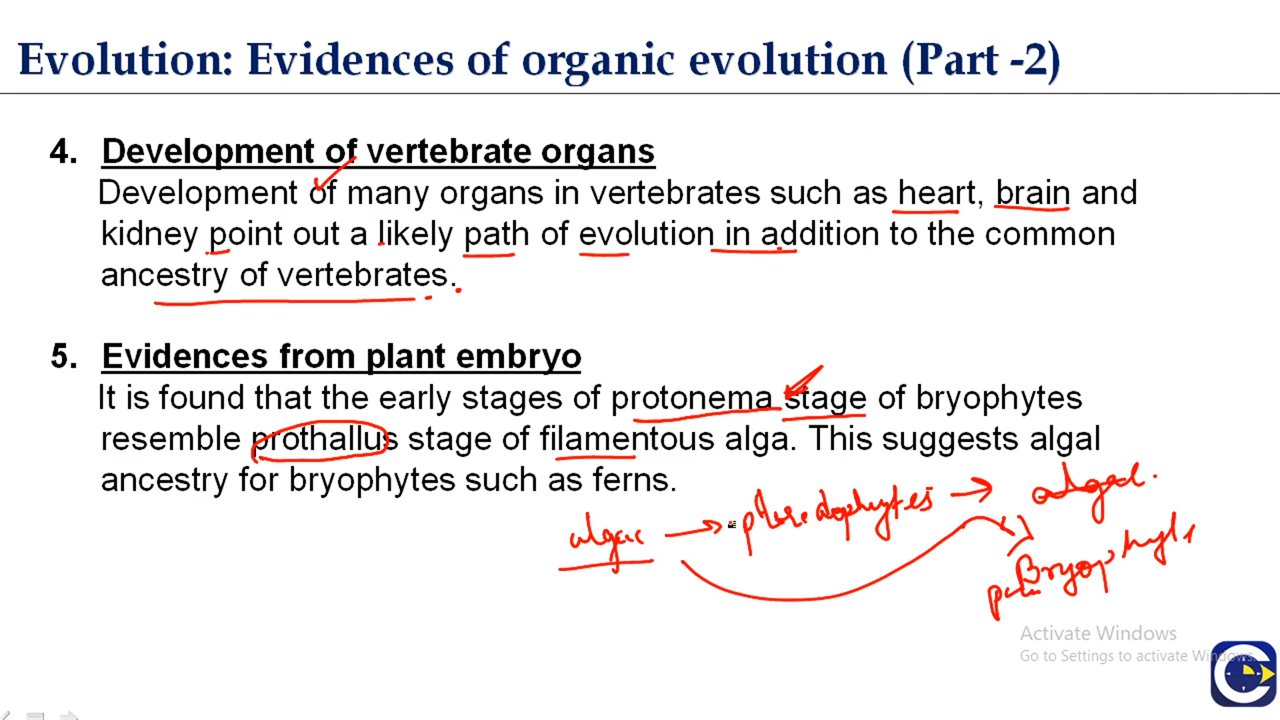 Evolution: Evidences of organic evolution (Part -2)
4. Development of vertebrate organs
Development of many organs in vertebrates such as heart, brain and
kidney point out a likely path of evolution in addition to the common
ancestry of vertebrates.
5. Evidences from plant embryo
It is found that the early stages of protonema stage of bryophytes
resemble prothallus stage of filamentous alga. This suggests algal
ancestry for bryophytes such as ferns.
algae
Activate Windows
Go to Settings to activate Windows.